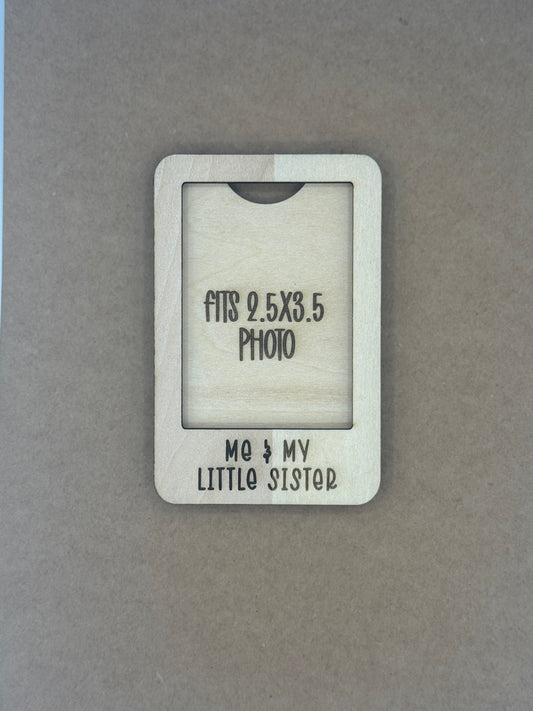 FITS 2.5X3.5
PHOTO
Me & MY
LITTLe SISTeR